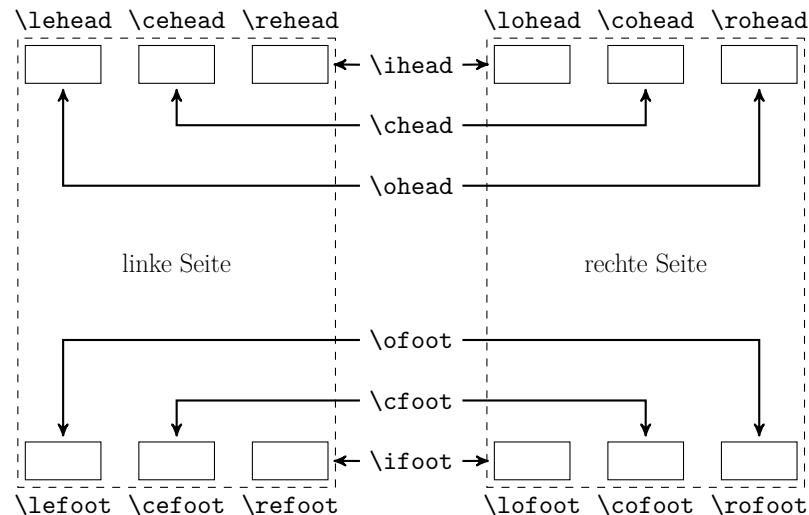 \lehead \cehead \rehead \lohead \cohead \rohead
\ihead
\chead
\ohead
linke Seite rechte Seite
\ofoot
\cfoot
\ifoot
\lefoot \cefoot \refoot \lofoot \cofoot \rofoot